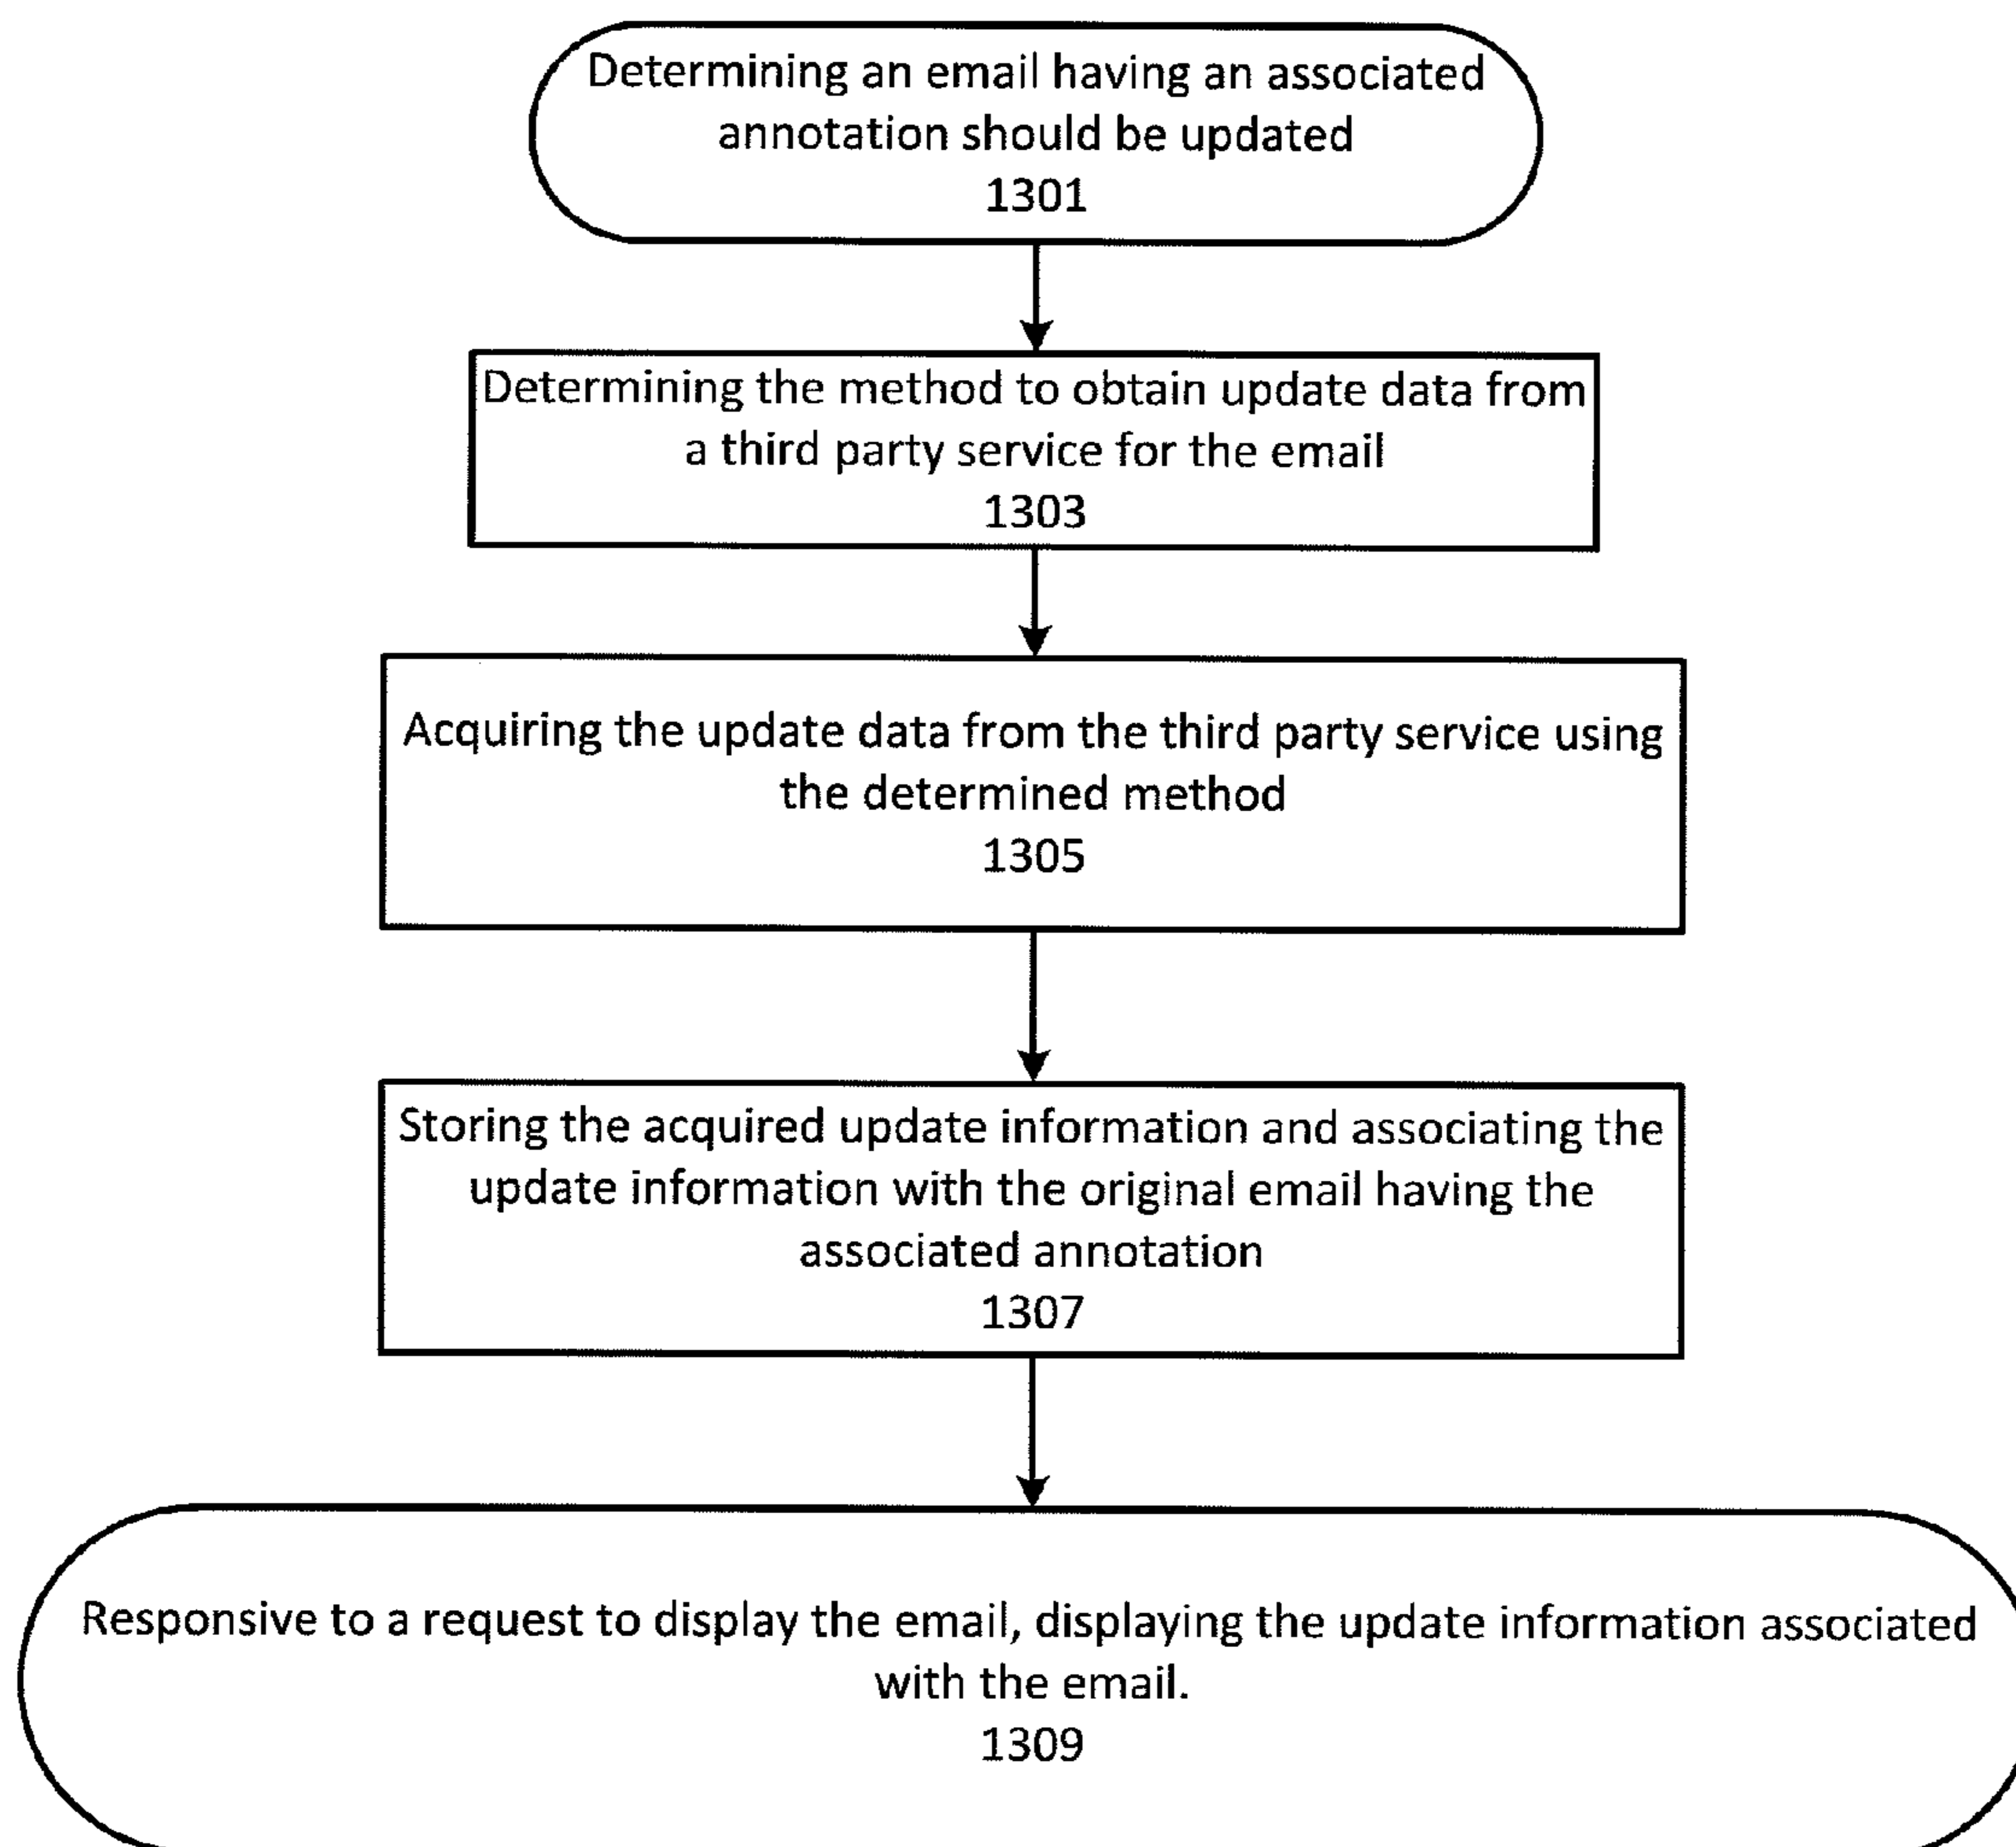 Determining an email having an associated
annotation should be updated
1301
Determining the method to obtain update data from
a third party service for the email
1303
Acquiring the update data from the third party service using
the determined method
1305
Storing the acquired update information and associating the
update information with the original email having the
associated annotation
1307
Responsive to a request to display the email, displaying the update information associated
with the email.
1309